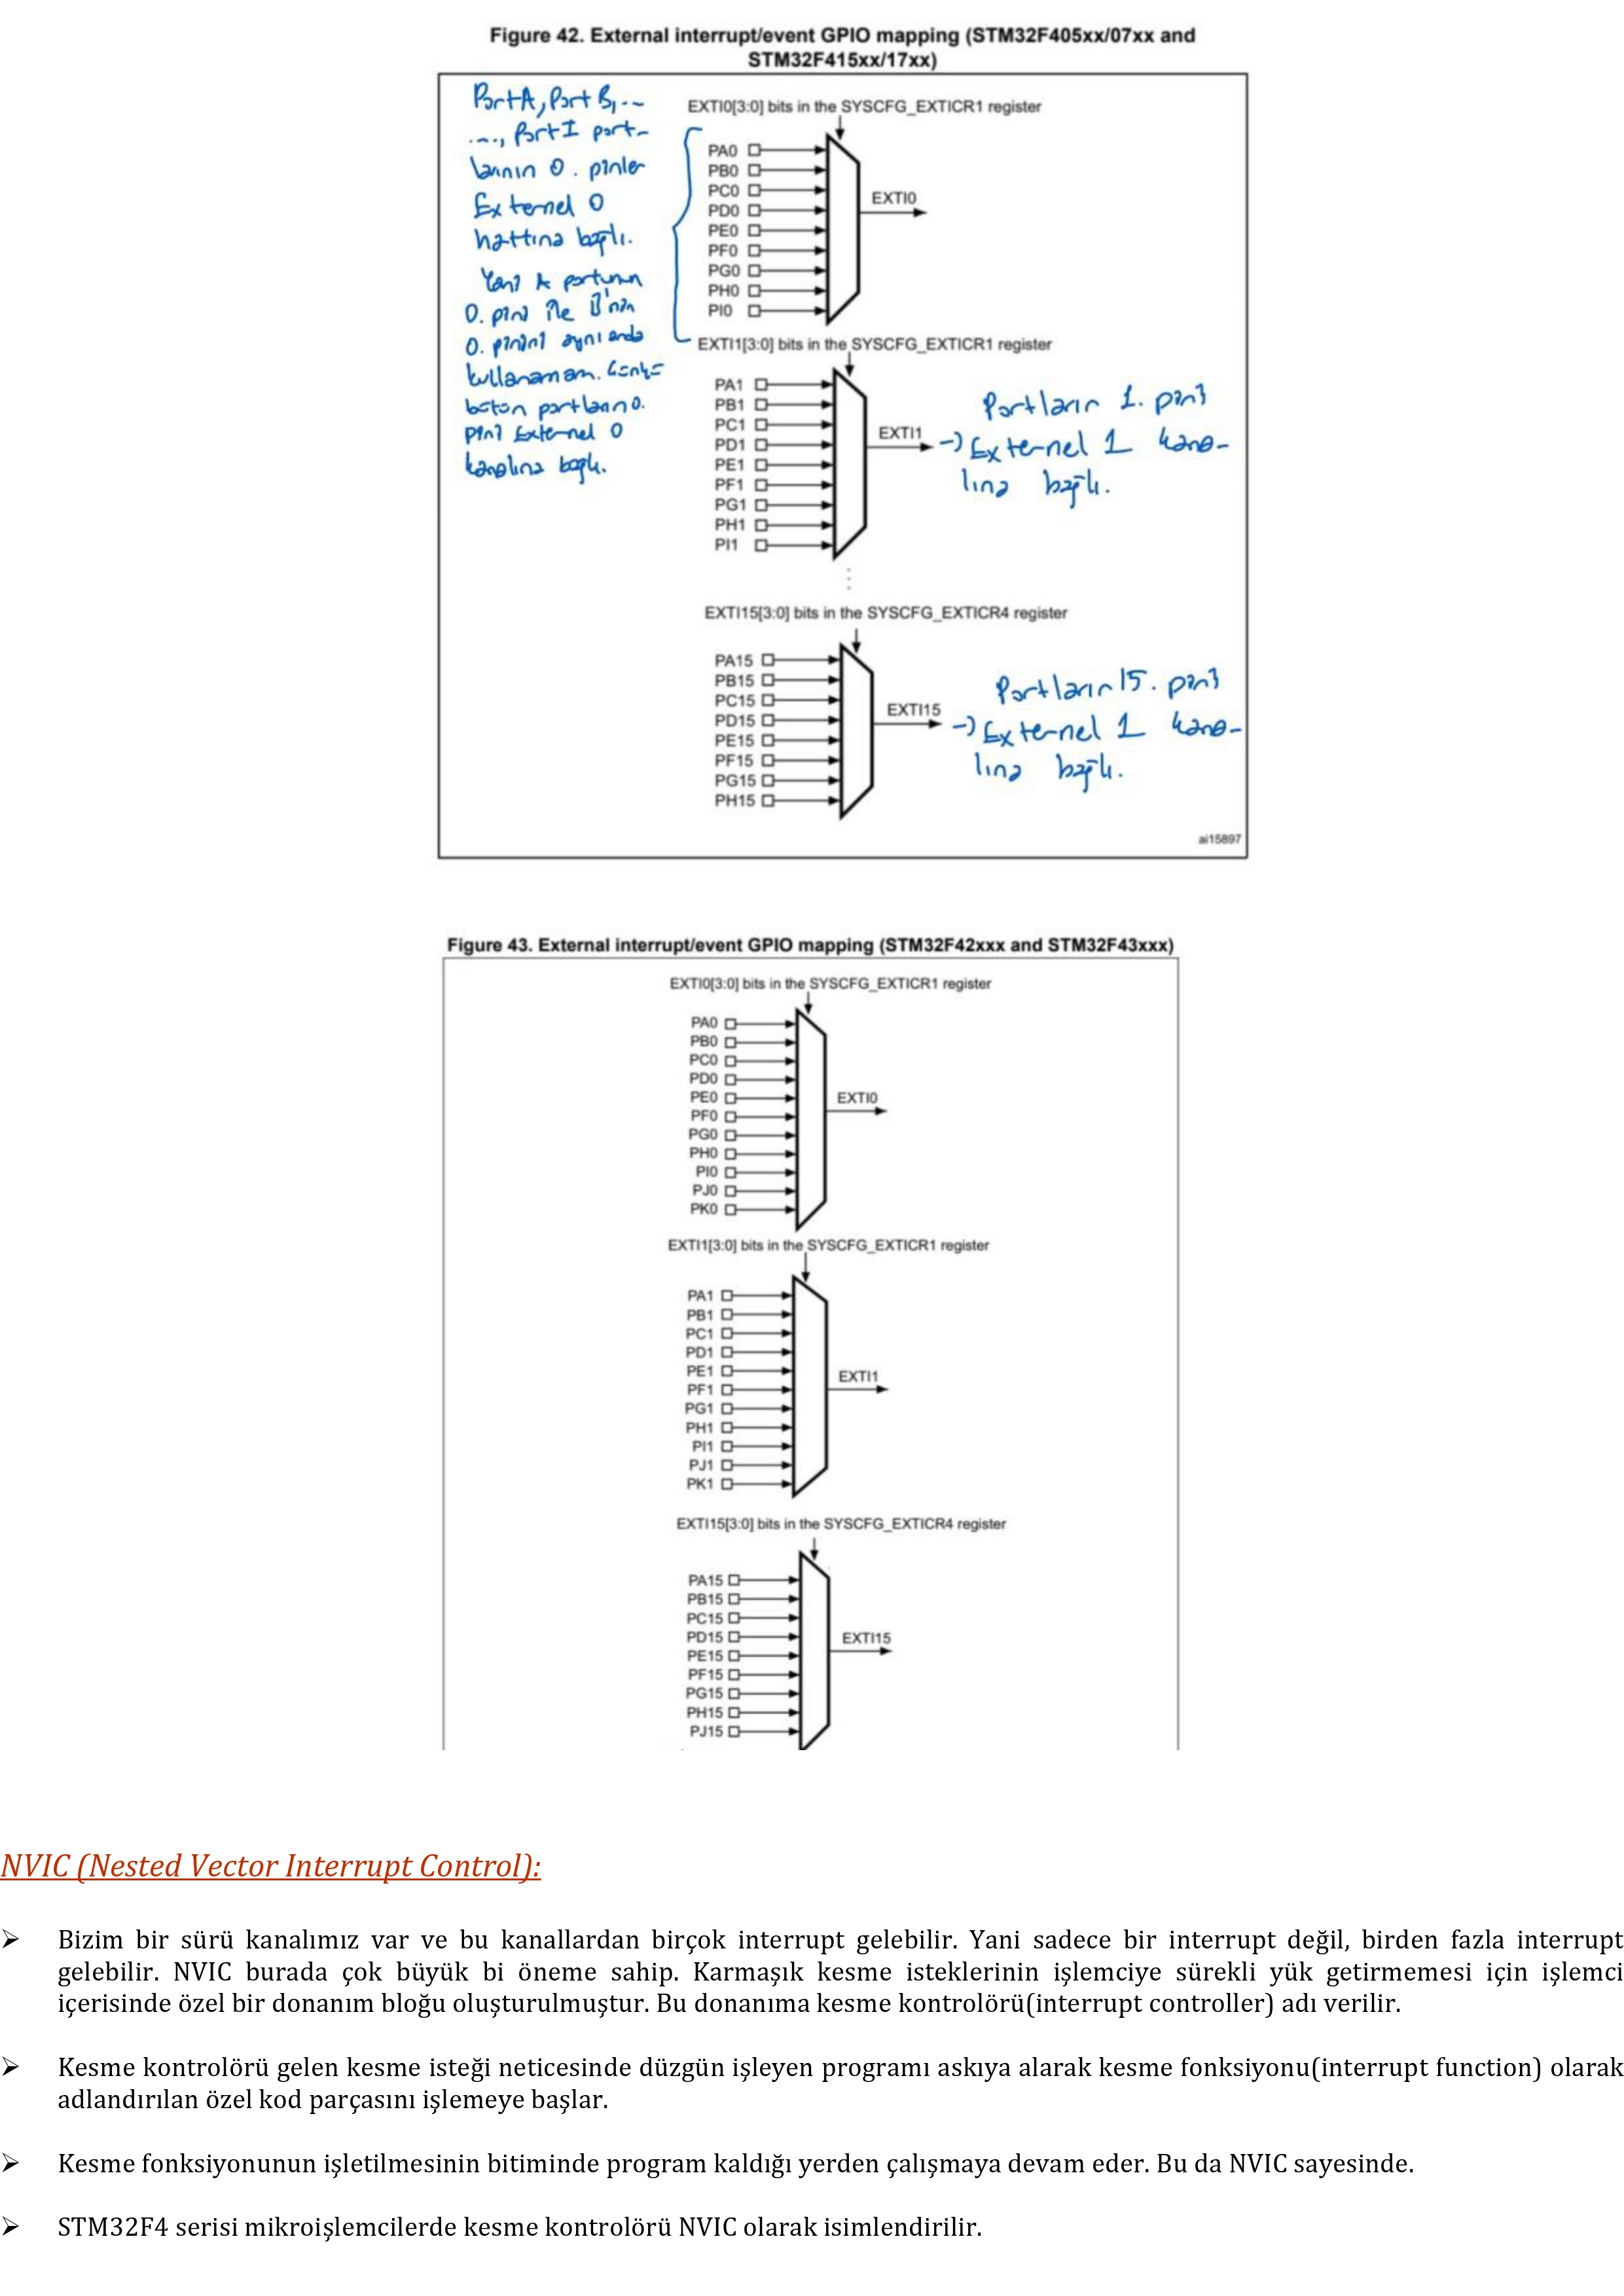 Figure 42. External interrupt/event GPIO mapping (STM32F405xx/07xx and
STM32F415xx/17xx)
PortA, Port B, ...
...., Port I port-
larının 0. pinler
External 0
hattına bağlı.
Yani A portunun
0. pini ile B'nin
0. pinini aynı anda
kullanamam. Çünkü
bütün portların 0.
pini External 0
kanalına bağlı.
EXTI0[3:0] bits in the SYSCFG_EXTICR1 register
PA0
PB0
PC0
PD0
PE0
PF0
PG0
PH0
PI0
EXTI0
EXTI1[3:0] bits in the SYSCFG_EXTICR1 register
PA1
PB1
PC1
PD1
PE1
PF1
PG1
PH1
PI1
EXTI1
Portların 1. pini
→ External 1 kana-
lına bağlı.
EXTI15[3:0] bits in the SYSCFG_EXTICR4 register
PA15
PB15
PC15
PD15
PE15
PF15
PG15
PH15
EXTI15
Portların 15. pini
→ External 1 kana-
lına bağlı.
ai15897
Figure 43. External interrupt/event GPIO mapping (STM32F42xxx and STM32F43xxx)
EXTI0[3:0] bits in the SYSCFG_EXTICR1 register
PA0
PB0
PC0
PD0
PE0
PF0
PG0
PH0
PI0
PJ0
PK0
EXTI0
EXTI1[3:0] bits in the SYSCFG_EXTICR1 register
PA1
PB1
PC1
PD1
PE1
PF1
PG1
PH1
PI1
PJ1
PK1
EXTI1
EXTI15[3:0] bits in the SYSCFG_EXTICR4 register
PA15
PB15
PC15
PD15
PE15
PF15
PG15
PH15
PJ15
EXTI15
NVIC (Nested Vector Interrupt Control):
➢ Bizim bir sürü kanalımız var ve bu kanallardan birçok interrupt gelebilir. Yani sadece bir interrupt değil, birden fazla interrupt
gelebilir. NVIC burada çok büyük bi öneme sahip. Karmaşık kesme isteklerinin işlemciye sürekli yük getirmemesi için işlemci
içerisinde özel bir donanım bloğu oluşturulmuştur. Bu donanıma kesme kontrolörü(interrupt controller) adı verilir.
➢ Kesme kontrolörü gelen kesme isteği neticesinde düzgün işleyen programı askıya alarak kesme fonksiyonu(interrupt function) olarak
adlandırılan özel kod parçasını işlemeye başlar.
➢ Kesme fonksiyonunun işletilmesinin bitiminde program kaldığı yerden çalışmaya devam eder. Bu da NVIC sayesinde.
➢ STM32F4 serisi mikroişlemcilerde kesme kontrolörü NVIC olarak isimlendirilir.